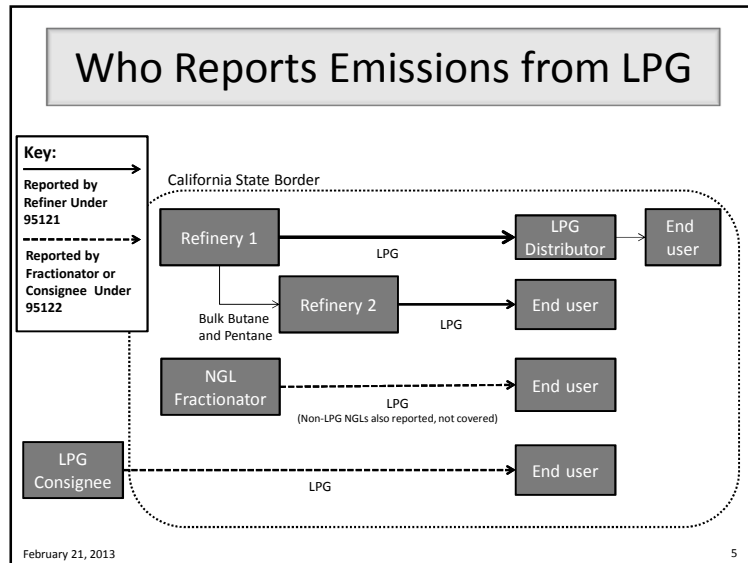 Who Reports Emissions from LPG
Key:
Reported by
Refiner Under
95121
Reported by
Fractionator or
Consignee Under
95122
California State Border
Refinery 1
LPG
LPG
Distributor
End
user
Bulk Butane
and Pentane
Refinery 2
LPG
End user
NGL
Fractionator
LPG
(Non-LPG NGLs also reported, not covered)
End user
LPG
Consignee
LPG
End user
February 21, 2013
5